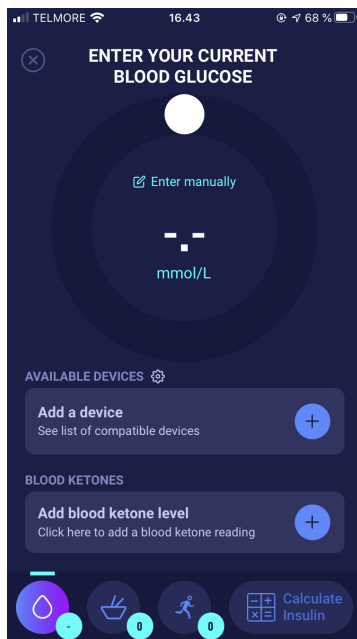 TELMORE 16.43 68 %
ENTER YOUR CURRENT
BLOOD GLUCOSE
Enter manually
-.-
mmol/L
AVAILABLE DEVICES
Add a device
See list of compatible devices
+
BLOOD KETONES
Add blood ketone level
Click here to add a blood ketone reading
+
- 0 0
Calculate
Insulin